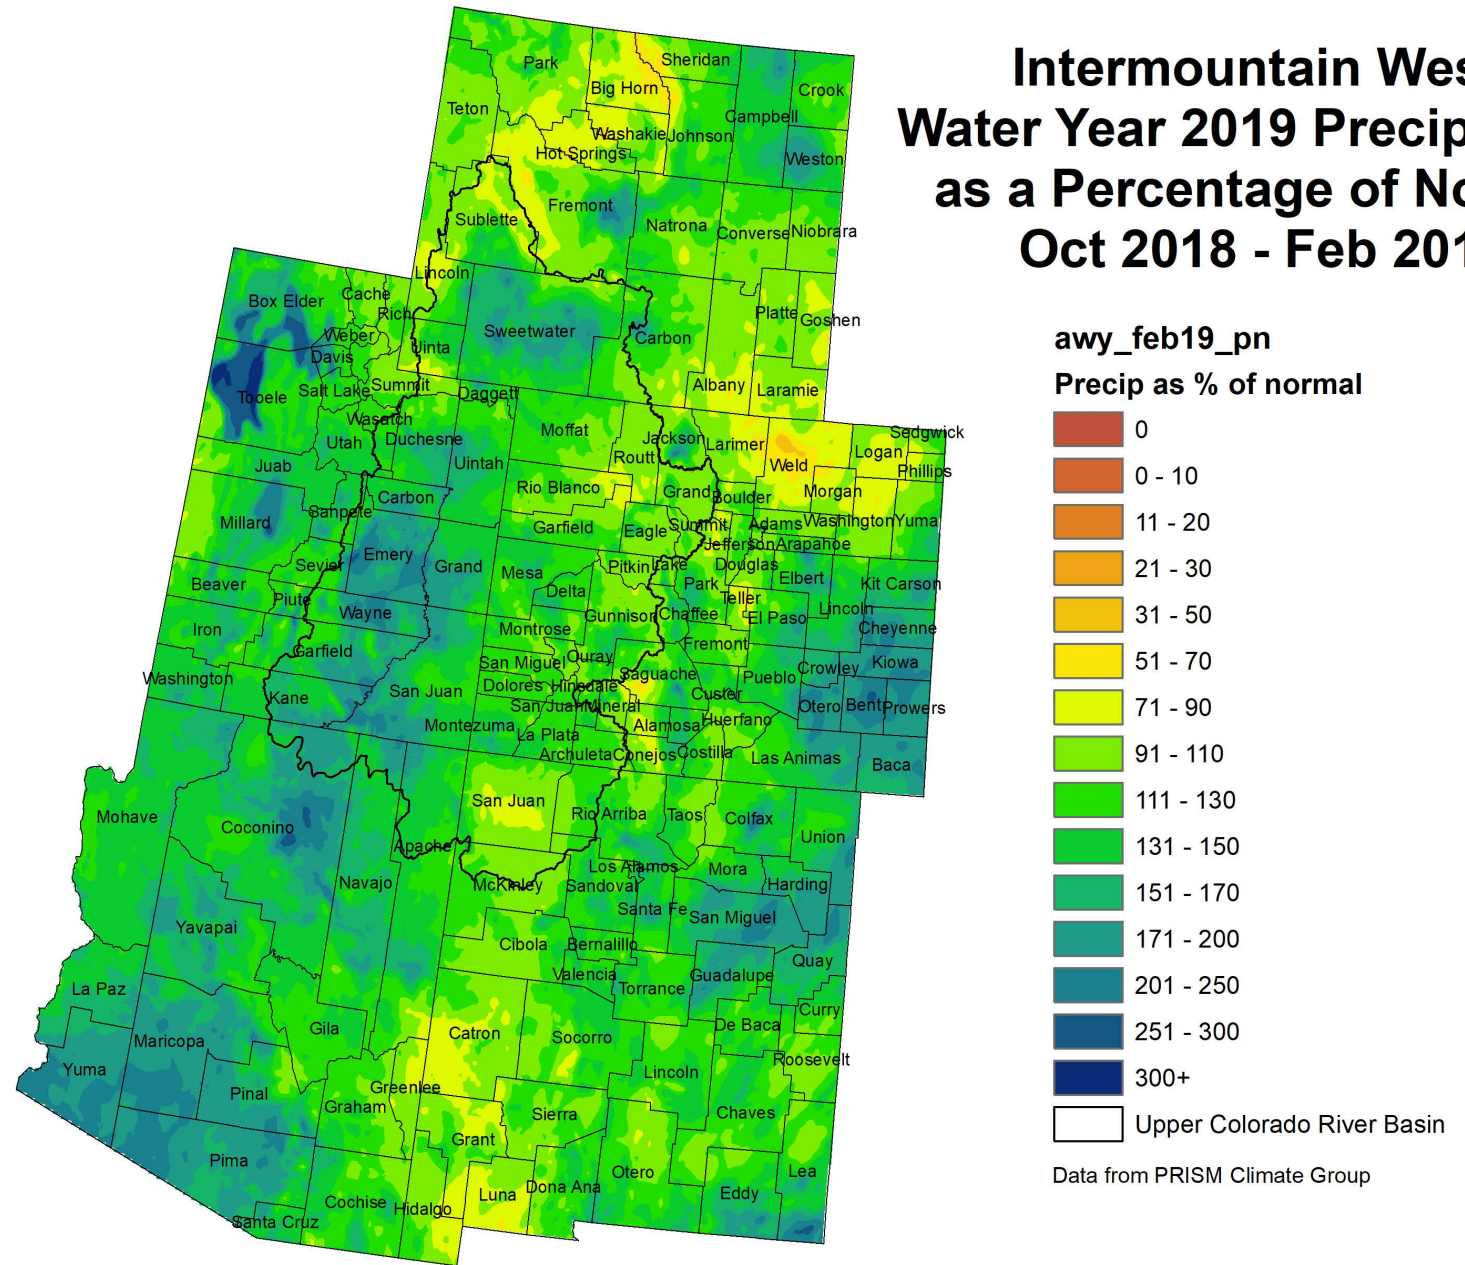 Intermountain Wes
Water Year 2019 Precip
as a Percentage of No
Oct 2018 - Feb 201
awy_feb19_pn
Precip as % of normal
0
0 - 10
11 - 20
21 - 30
31 - 50
51 - 70
71 - 90
91 - 110
111 - 130
131 - 150
151 - 170
171 - 200
201 - 250
251 - 300
300+
Upper Colorado River Basin
Data from PRISM Climate Group
Park
Sheridan
Big Horn
Crook
Teton
Campbell
Washakie
Johnson
Hot Springs
Weston
Sublette
Fremont
Natrona
Converse
Niobrara
Lincoln
Box Elder
Cache
Rich
Platte
Goshen
Weber
Sweetwater
Carbon
Davis
Uinta
Tooele
Salt Lake
Summit
Daggett
Albany
Laramie
Wasatch
Utah
Duchesne
Moffat
Jackson
Larimer
Sedgwick
Logan
Juab
Uintah
Routt
Weld
Phillips
Carbon
Rio Blanco
Grand
Boulder
Morgan
Sanpete
Millard
Garfield
Eagle
Summit
Adams
Washington
Yuma
Jefferson
Arapahoe
Emery
Grand
Sevier
Mesa
Pitkin
Lake
Douglas
Beaver
Delta
Park
Elbert
Kit Carson
Piute
Wayne
Gunnison
Chaffee
Teller
El Paso
Lincoln
Iron
Montrose
Cheyenne
Garfield
San Miguel
Ouray
Fremont
Saguache
Crowley
Kiowa
Washington
Kane
San Juan
Dolores
Hinsdale
Custer
Pueblo
San Juan
Mineral
Otero
Bent
Prowers
Montezuma
La Plata
Alamosa
Huerfano
Archuleta
Conejos
Costilla
Las Animas
Baca
Mohave
Coconino
San Juan
Rio Arriba
Taos
Colfax
Union
Apache
Navajo
McKinley
Los Alamos
Sandoval
Mora
Harding
Santa Fe
San Miguel
Yavapai
Cibola
Bernalillo
Valencia
Torrance
Guadalupe
Quay
La Paz
Curry
Gila
Catron
Socorro
De Baca
Maricopa
Roosevelt
Yuma
Lincoln
Pinal
Greenlee
Graham
Sierra
Chaves
Grant
Pima
Otero
Lea
Luna
Dona Ana
Eddy
Cochise
Hidalgo
Santa Cruz